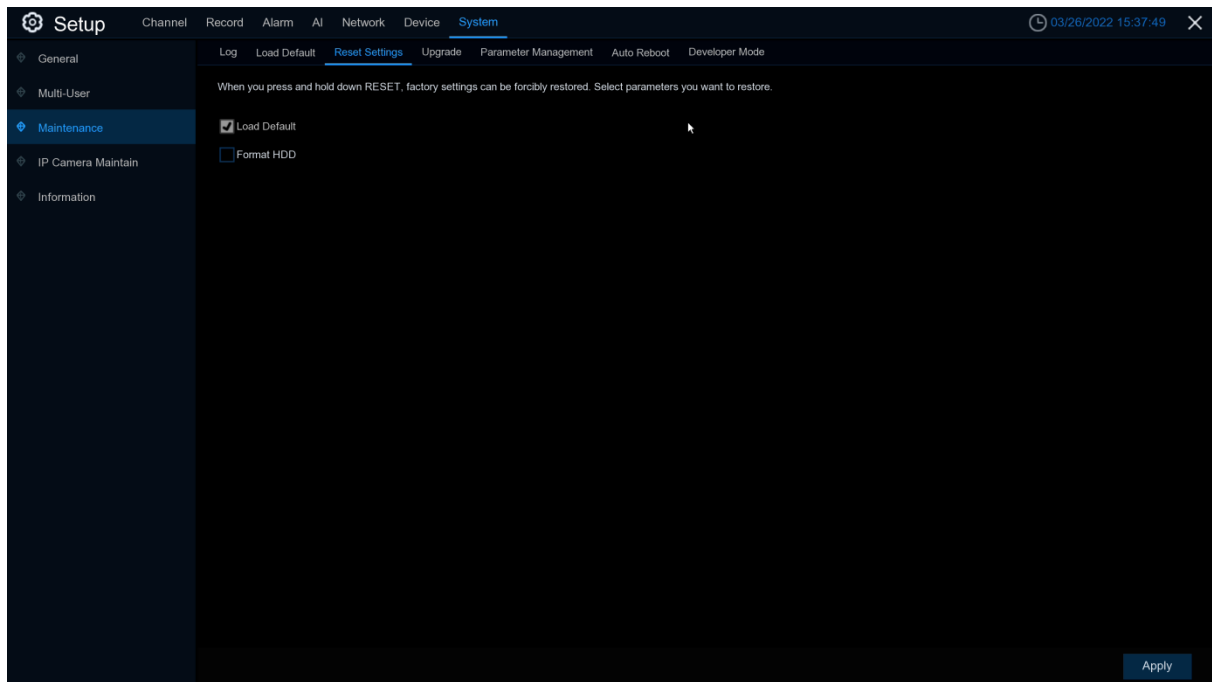 Setup Channel Record Alarm AI Network Device System 03/26/2022 15:37:49
General
Multi-User
Maintenance
IP Camera Maintain
Information
Log Load Default Reset Settings Upgrade Parameter Management Auto Reboot Developer Mode
When you press and hold down RESET, factory settings can be forcibly restored. Select parameters you want to restore.
Load Default
Format HDD
Apply